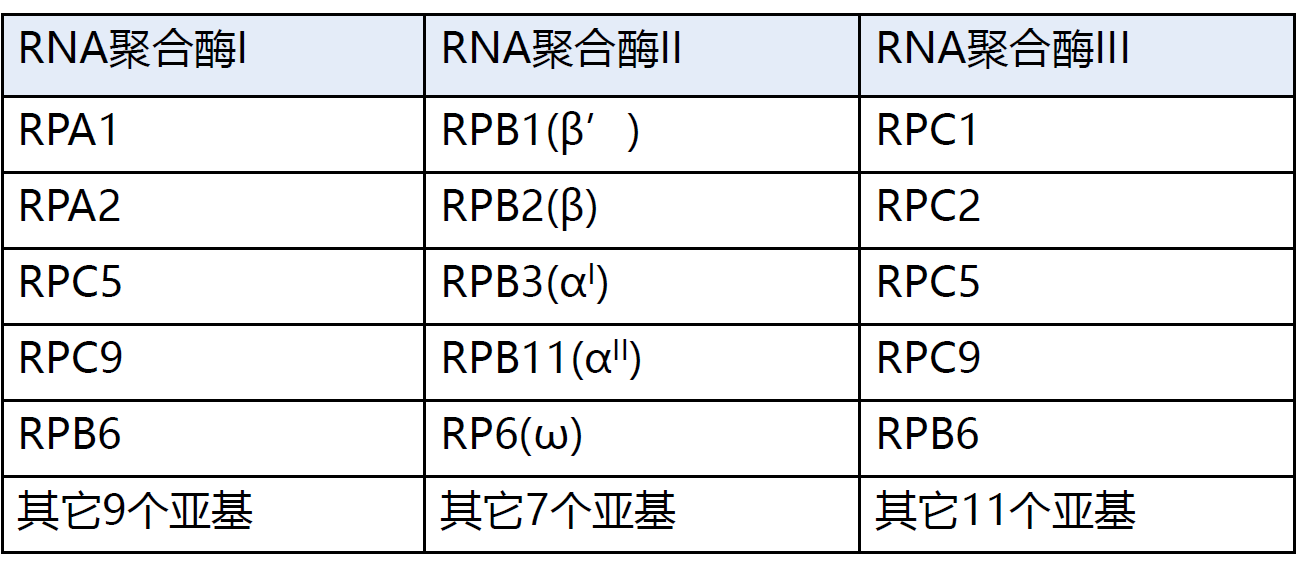 RNA聚合酶I RNA聚合酶II RNA聚合酶III
RPA1 RPB1(β′ ) RPC1
RPA2 RPB2(β) RPC2
RPC5 RPB3(αᴵ) RPC5
RPC9 RPB11(αᴵᴵ) RPC9
RPB6 RP6(ω) RPB6
其它9个亚基 其它7个亚基 其它11个亚基